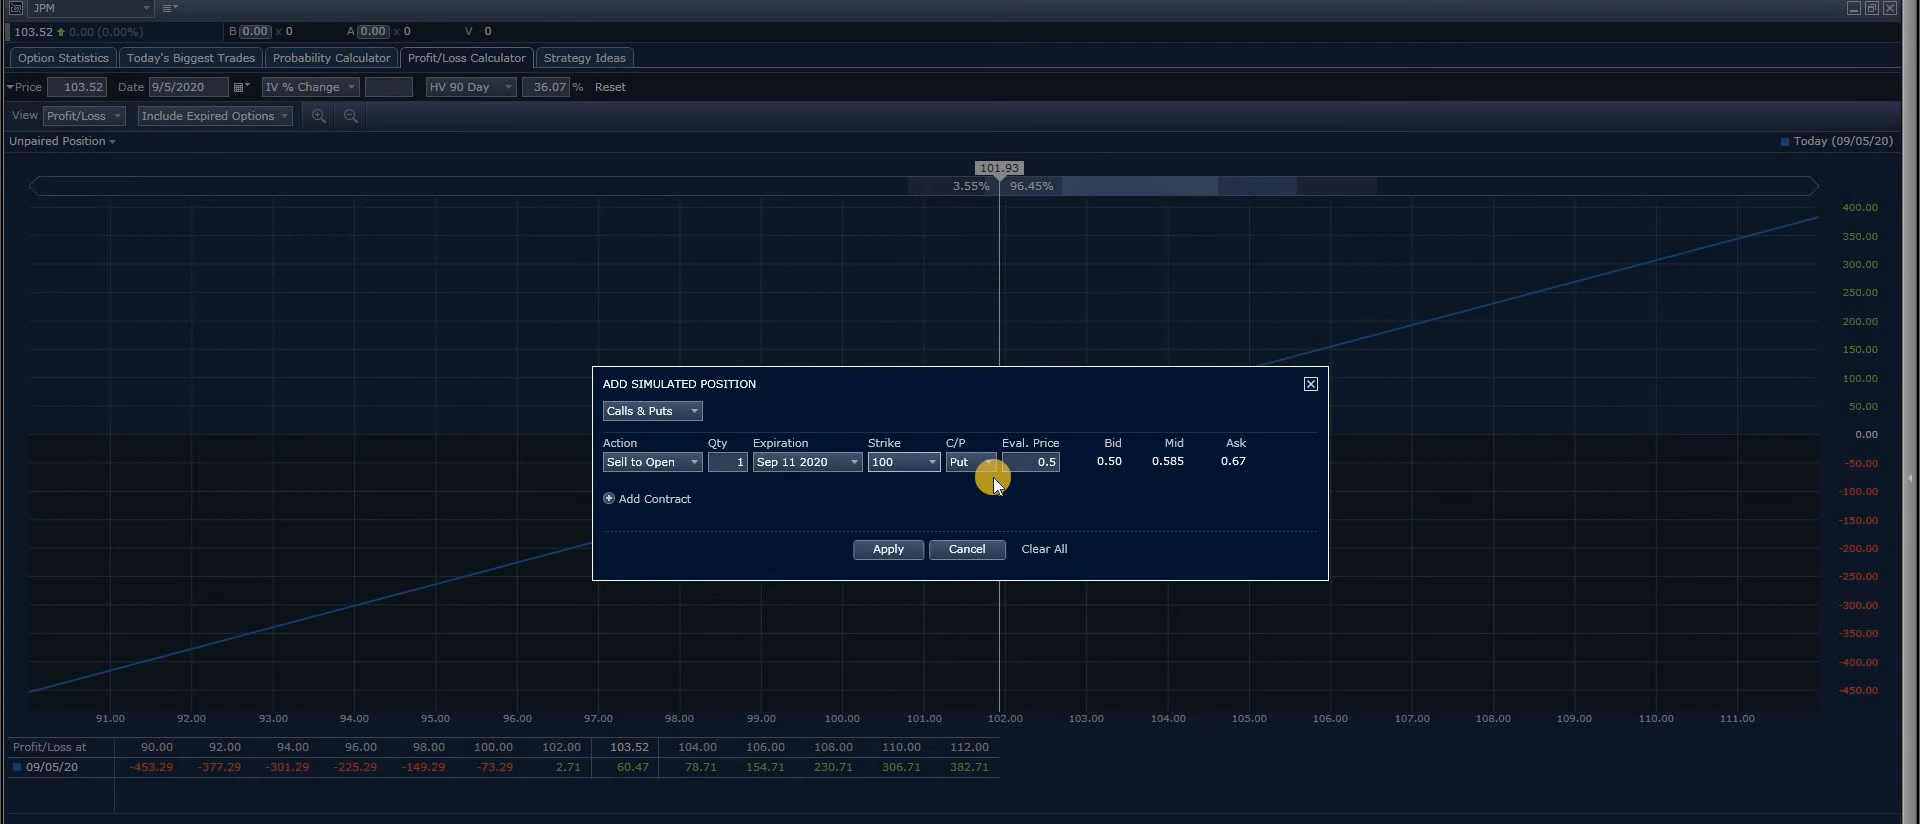 JPM
103.52 0.00 (0.00%) B 0.00 x 0 A 0.00 x 0 V 0
Option Statistics Today's Biggest Trades Probability Calculator Profit/Loss Calculator Strategy Ideas
Price 103.52 Date 9/5/2020 IV % Change HV 90 Day 36.07 % Reset
View Profit/Loss Include Expired Options
Unpaired Position Today (09/05/20)
101.93
3.55% 96.45%
400.00
350.00
300.00
250.00
200.00
150.00
100.00
50.00
0.00
-50.00
-100.00
-150.00
-200.00
-250.00
-300.00
-350.00
-400.00
-450.00
ADD SIMULATED POSITION
Calls & Puts
Action Qty Expiration Strike C/P Eval. Price Bid Mid Ask
Sell to Open 1 Sep 11 2020 100 Put 0.5 0.50 0.585 0.67
Add Contract
Apply Cancel Clear All
91.00 92.00 93.00 94.00 95.00 96.00 97.00 98.00 99.00 100.00 101.00 102.00 103.00 104.00 105.00 106.00 107.00 108.00 109.00 110.00 111.00
Profit/Loss at 90.00 92.00 94.00 96.00 98.00 100.00 102.00 103.52 104.00 106.00 108.00 110.00 112.00
09/05/20 -453.29 -377.29 -301.29 -225.29 -149.29 -73.29 2.71 60.47 78.71 154.71 230.71 306.71 382.71